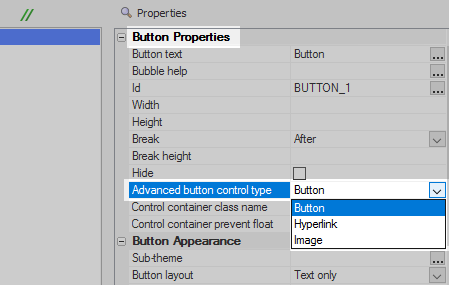 //
Properties
Button Properties
Button text Button ...
Bubble help ...
Id BUTTON_1 ...
Width
Height
Break After
Break height
Hide
Advanced button control type Button
Button
Control container class name
Hyperlink
Control container prevent float
Image
Button Appearance
Sub-theme ...
Button layout Text only